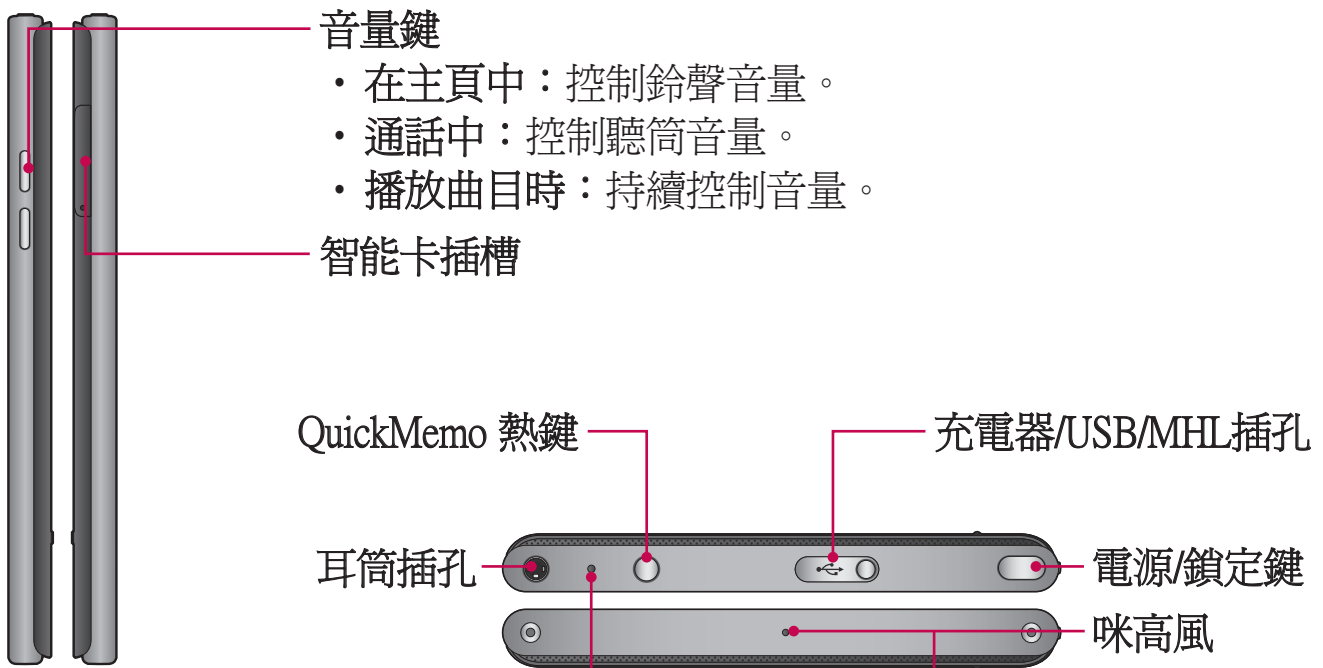 音量鍵
・在主頁中：控制鈴聲音量。
・通話中：控制聽筒音量。
・播放曲目時：持續控制音量。
智能卡插槽
QuickMemo 熱鍵
充電器/USB/MHL插孔
耳筒插孔
電源/鎖定鍵
咪高風